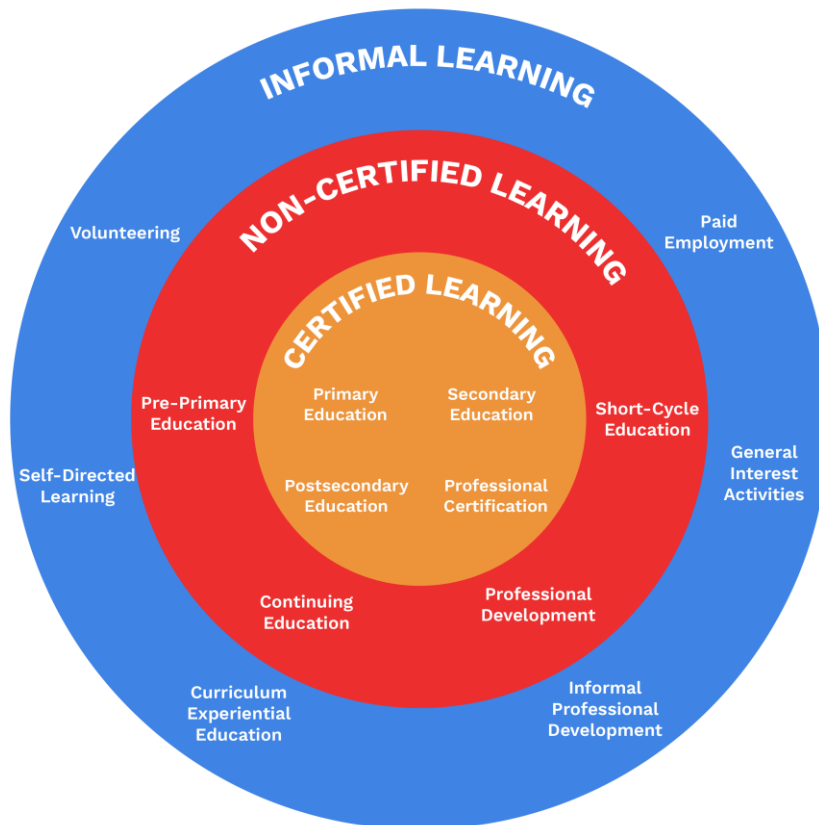 INFORMAL LEARNING
NON-CERTIFIED LEARNING
CERTIFIED LEARNING
Volunteering
Paid
Employment
Pre-Primary
Education
Primary
Education
Secondary
Education
Short-Cycle
Education
Self-Directed
Learning
Postsecondary
Education
Professional
Certification
General
Interest
Activities
Continuing
Education
Professional
Development
Curriculum
Experiential
Education
Informal
Professional
Development